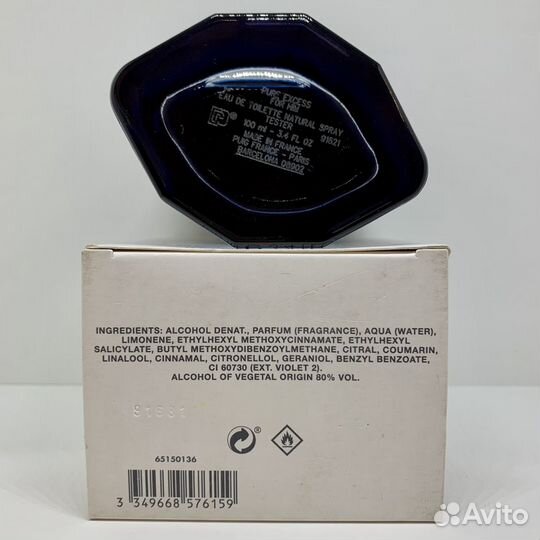 PURE EXCESS
FOR HIM
EAU DE TOILETTE NATURAL SPRAY
TESTER 91621
100 ml - 3.4 FL OZ
MADE IN FRANCE
PUIG FRANCE - PARIS
BARCELONA 08902
INGREDIENTS: ALCOHOL DENAT., PARFUM (FRAGRANCE), AQUA (WATER),
LIMONENE, ETHYLHEXYL METHOXYCINNAMATE, ETHYLHEXYL
SALICYLATE, BUTYL METHOXYDIBENZOYLMETHANE, CITRAL, COUMARIN,
LINALOOL, CINNAMAL, CITRONELLOL, GERANIOL, BENZYL BENZOATE,
CI 60730 (EXT. VIOLET 2).
ALCOHOL OF VEGETAL ORIGIN 80% VOL.
65150136
3 349668 576159
Avito